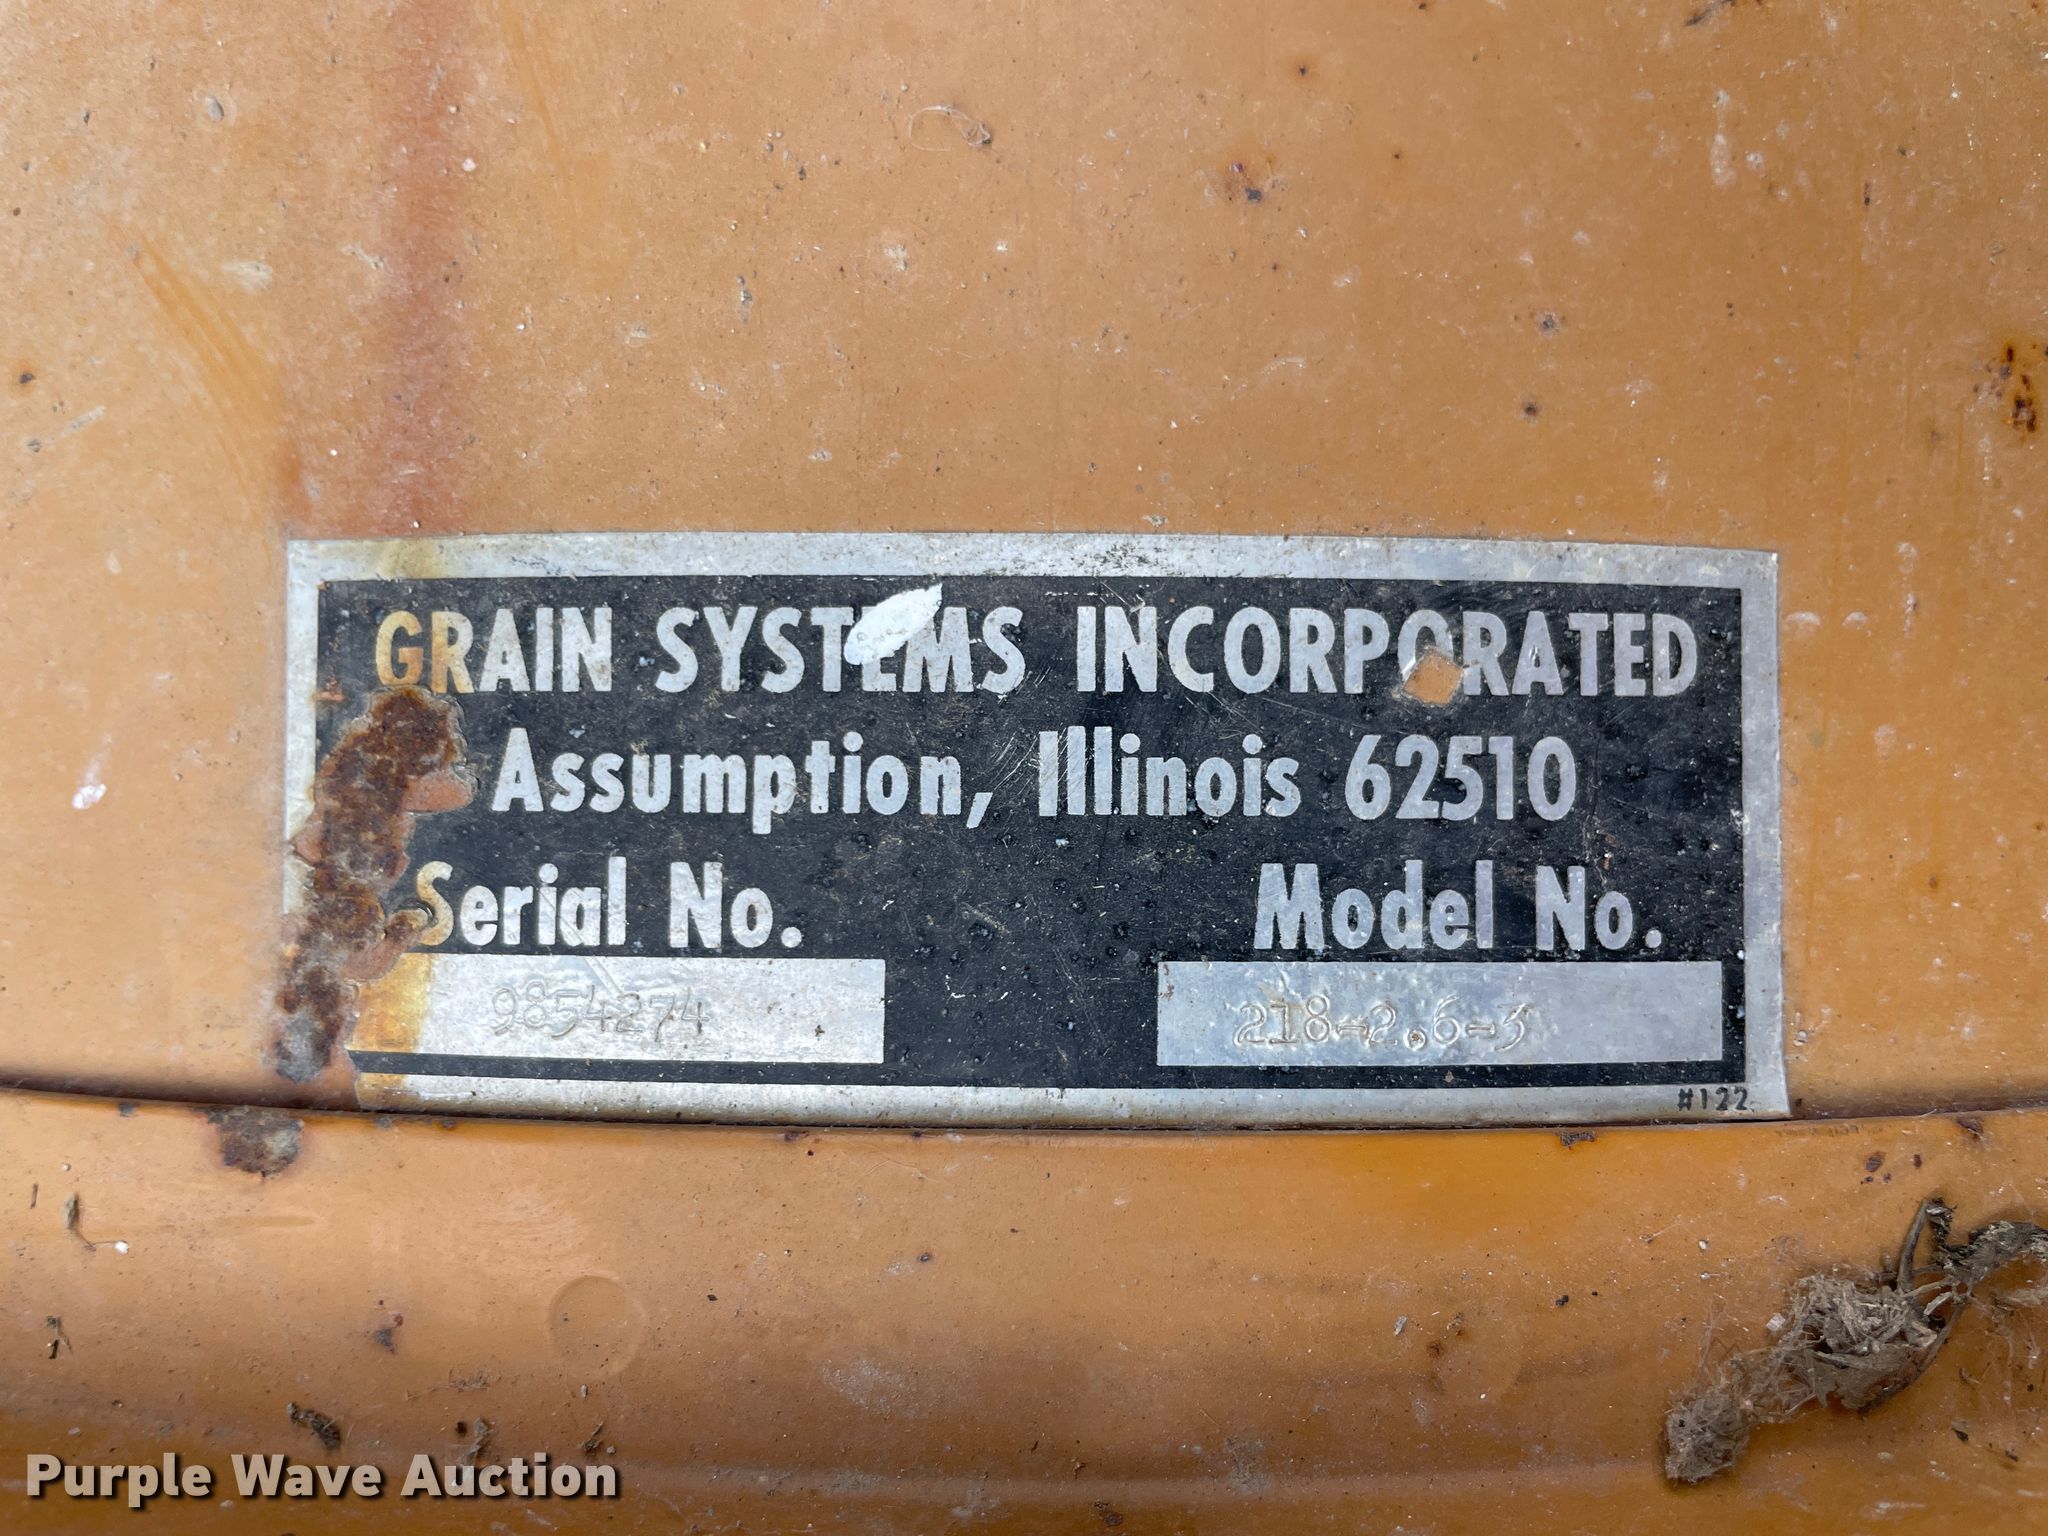 GRAIN SYSTEMS INCORPORATED
Assumption, Illinois 62510
Serial No. Model No.
9854274 218-2.6-3
#122
Purple Wave Auction